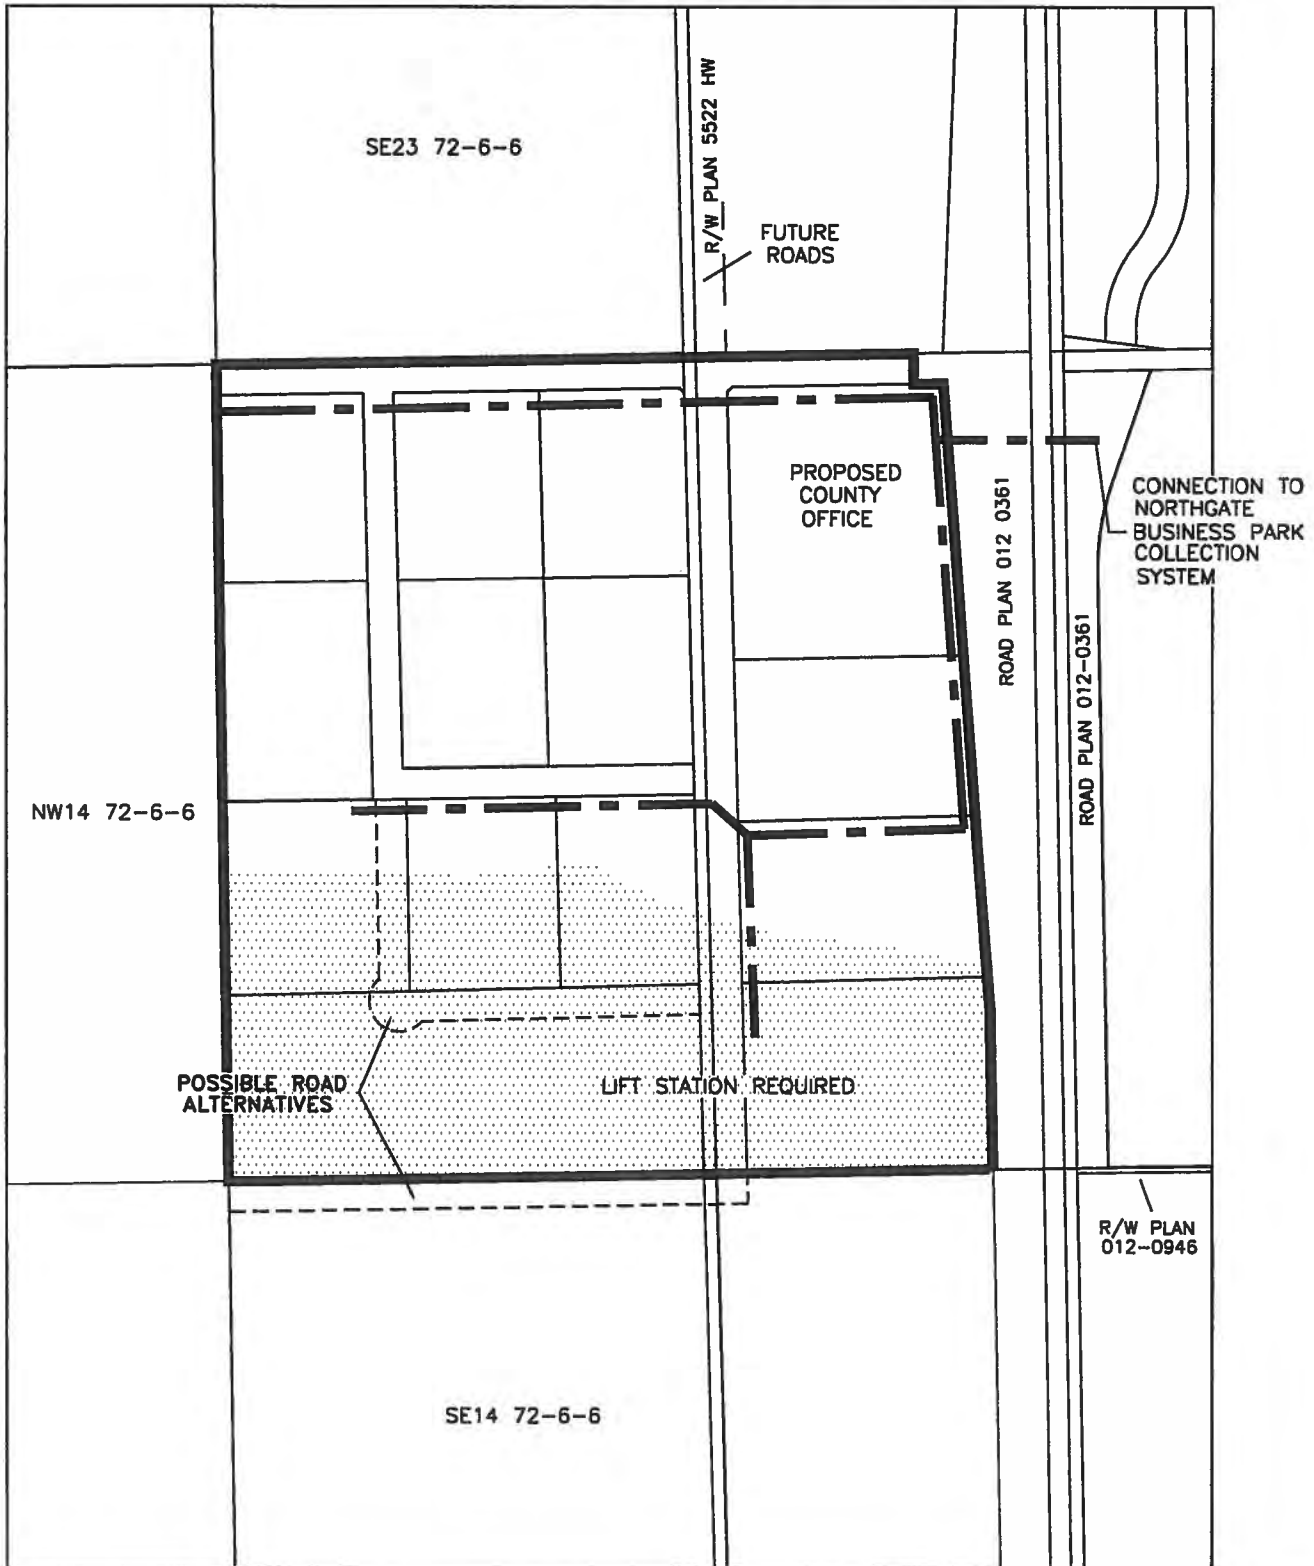 SE23 72-6-6
R/W PLAN 5522 HW
FUTURE
ROADS
PROPOSED
COUNTY
OFFICE
ROAD PLAN 012 0361
CONNECTION TO
NORTHGATE
BUSINESS PARK
COLLECTION
SYSTEM
ROAD PLAN 012-0361
NW14 72-6-6
POSSIBLE ROAD
ALTERNATIVES
LIFT STATION REQUIRED
R/W PLAN
012-0946
SE14 72-6-6